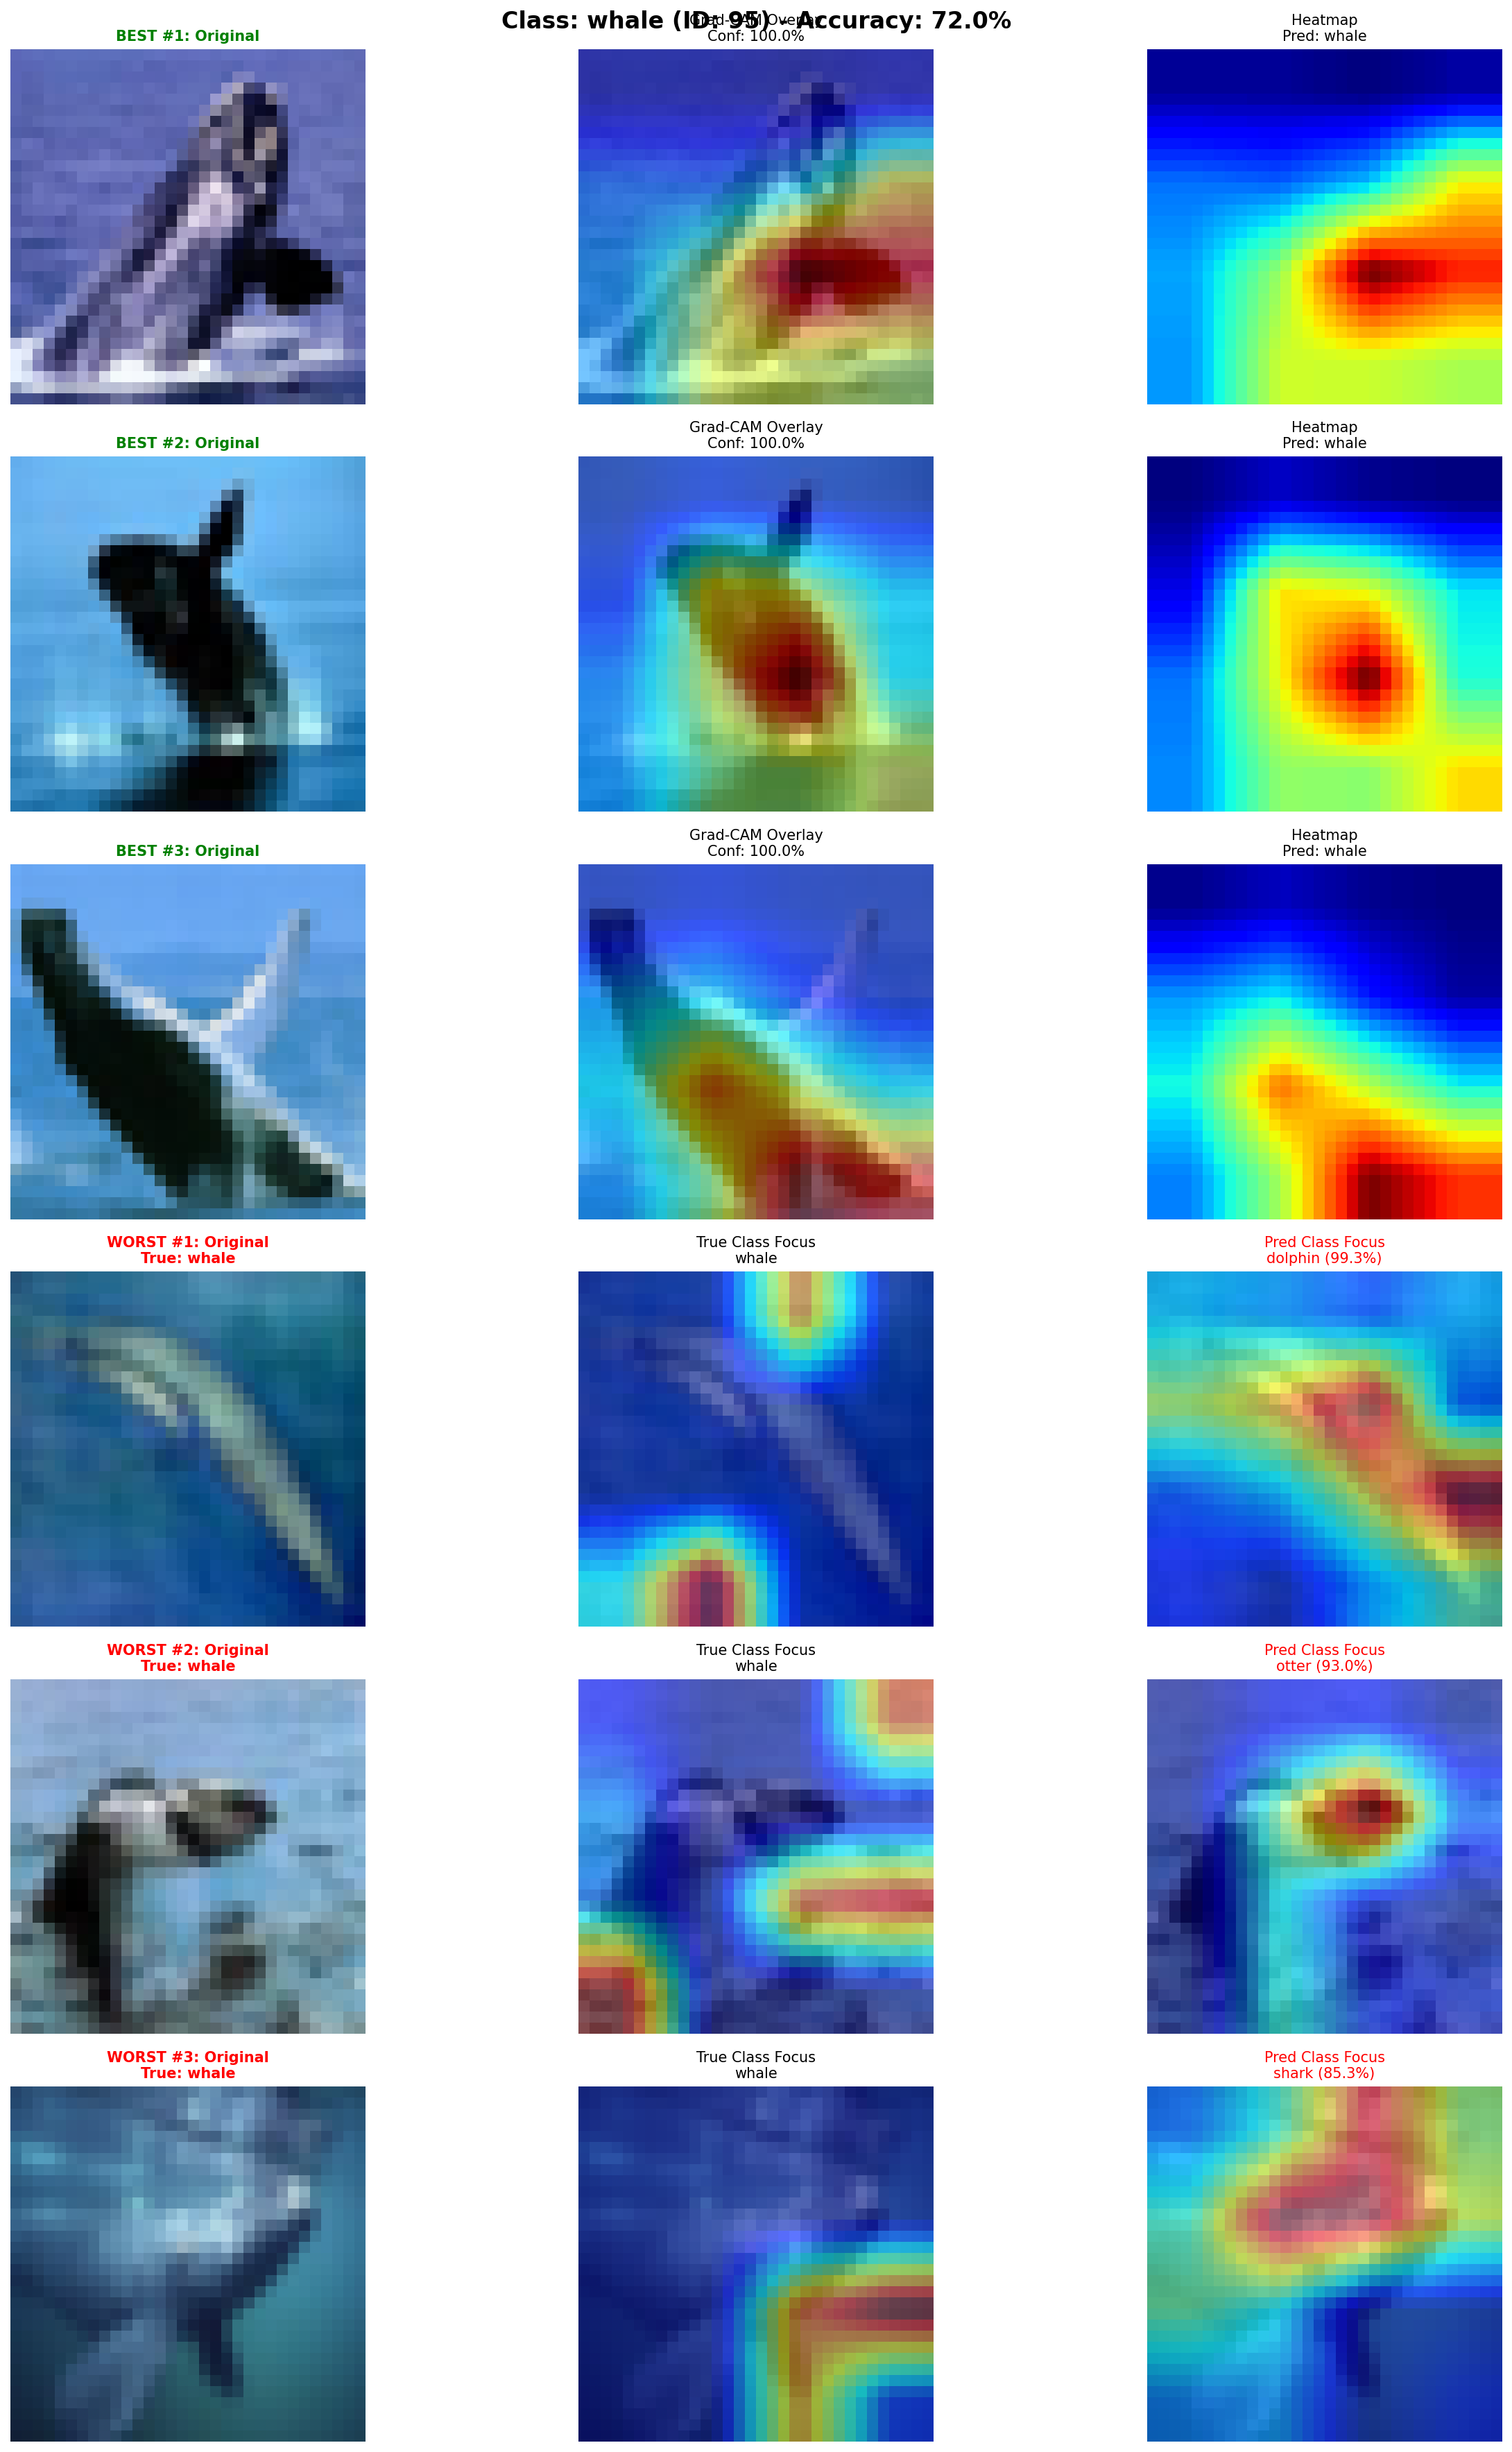 Class: whale (ID: 95) - Accuracy: 72.0%
BEST #1: Original
Grad-CAM Overlay
Conf: 100.0%
Heatmap
Pred: whale
BEST #2: Original
Grad-CAM Overlay
Conf: 100.0%
Heatmap
Pred: whale
BEST #3: Original
Grad-CAM Overlay
Conf: 100.0%
Heatmap
Pred: whale
WORST #1: Original
True: whale
True Class Focus
whale
Pred Class Focus
dolphin (99.3%)
WORST #2: Original
True: whale
True Class Focus
whale
Pred Class Focus
otter (93.0%)
WORST #3: Original
True: whale
True Class Focus
whale
Pred Class Focus
shark (85.3%)